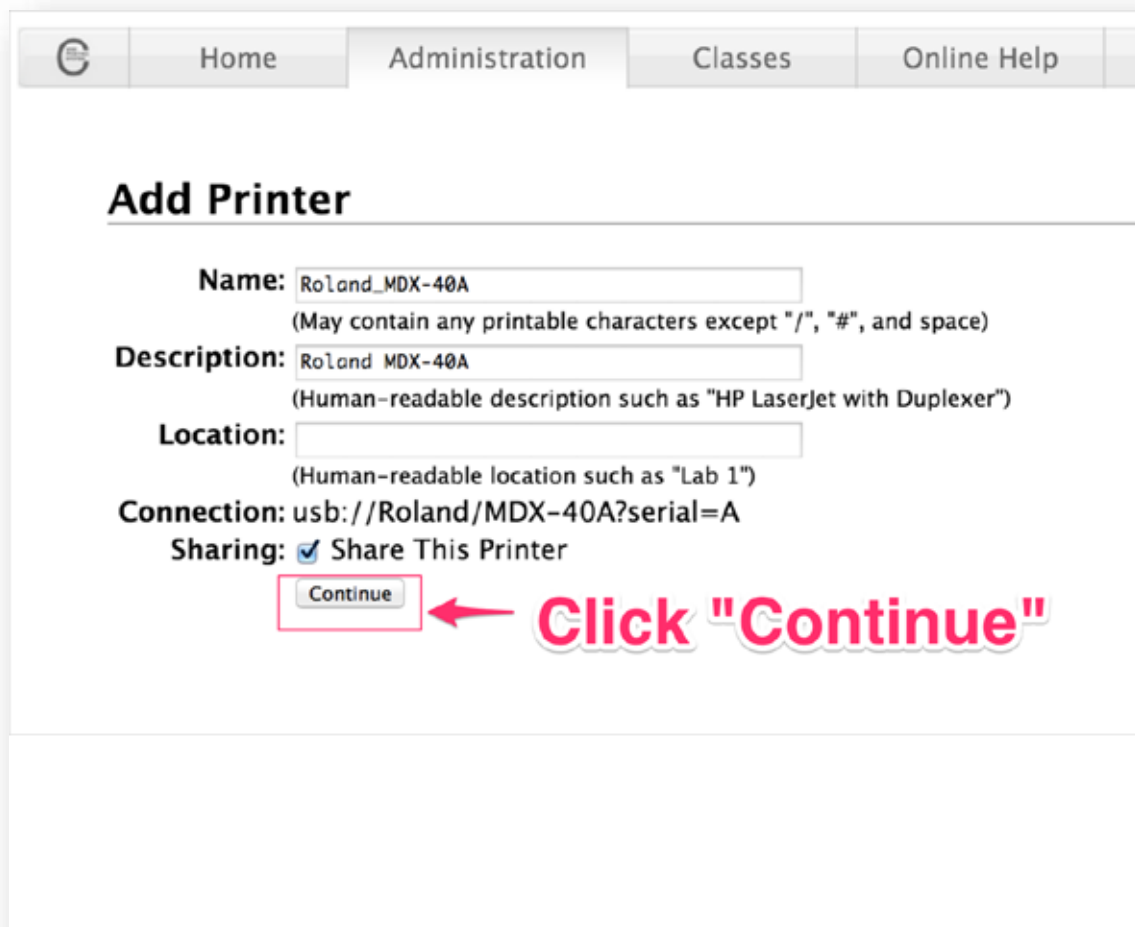 Home Administration Classes Online Help
Add Printer
Name: Roland_MDX-40A
(May contain any printable characters except "/", "#", and space)
Description: Roland MDX-40A
(Human-readable description such as "HP LaserJet with Duplexer")
Location:
(Human-readable location such as "Lab 1")
Connection: usb://Roland/MDX-40A?serial=A
Sharing: Share This Printer
Continue
Click "Continue"